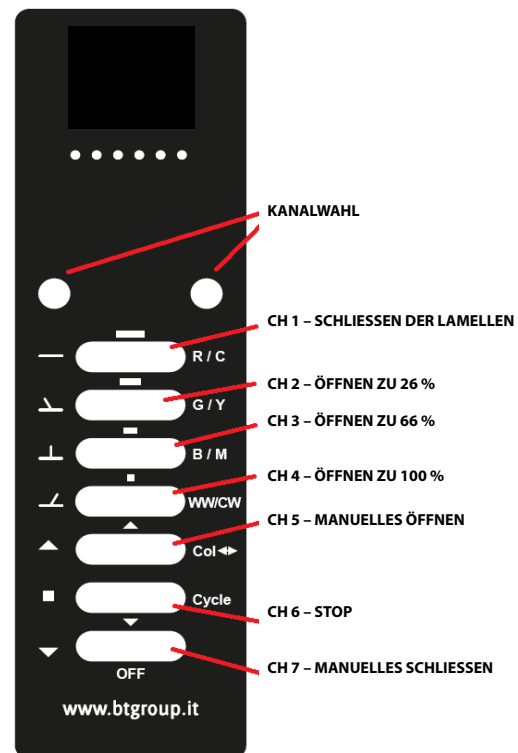 KANALWAHL
CH 1 – SCHLIESSEN DER LAMELLEN
R / C
CH 2 – ÖFFNEN ZU 26 %
G / Y
CH 3 – ÖFFNEN ZU 66 %
B / M
CH 4 – ÖFFNEN ZU 100 %
WW/CW
CH 5 – MANUELLES ÖFFNEN
Col
Cycle
CH 6 – STOP
CH 7 – MANUELLES SCHLIESSEN
OFF
www.btgroup.it